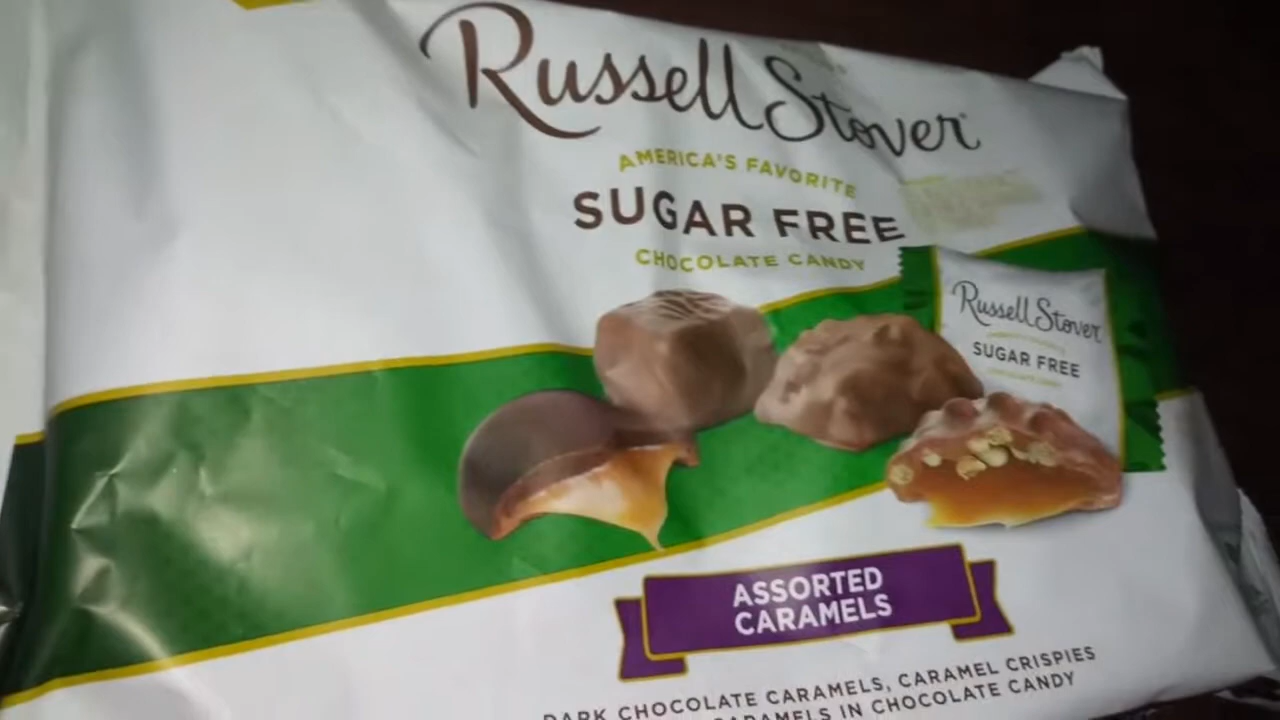 Russell Stover
AMERICA'S FAVORITE
SUGAR FREE
CHOCOLATE CANDY
Russell Stover
SUGAR FREE
ASSORTED
CARAMELS
DARK CHOCOLATE CARAMELS, CARAMEL CRISPIES
CARAMELS IN CHOCOLATE CANDY